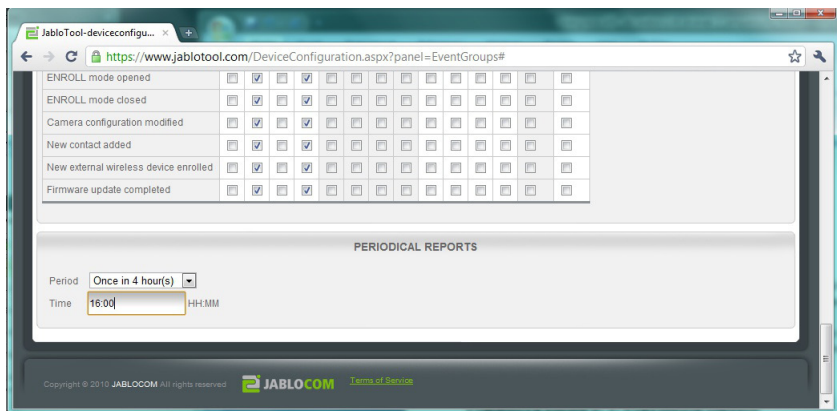 JabloTool-deviceconfigu...
https://www.jablotool.com/DeviceConfiguration.aspx?panel=EventGroups#
ENROLL mode opened
ENROLL mode closed
Camera configuration modified
New contact added
New external wireless device enrolled
Firmware update completed
PERIODICAL REPORTS
Period Once in 4 hour(s)
Time 16:00 HH:MM
Copyright © 2010 JABLOCOM All rights reserved JABLOCOM Terms of Service